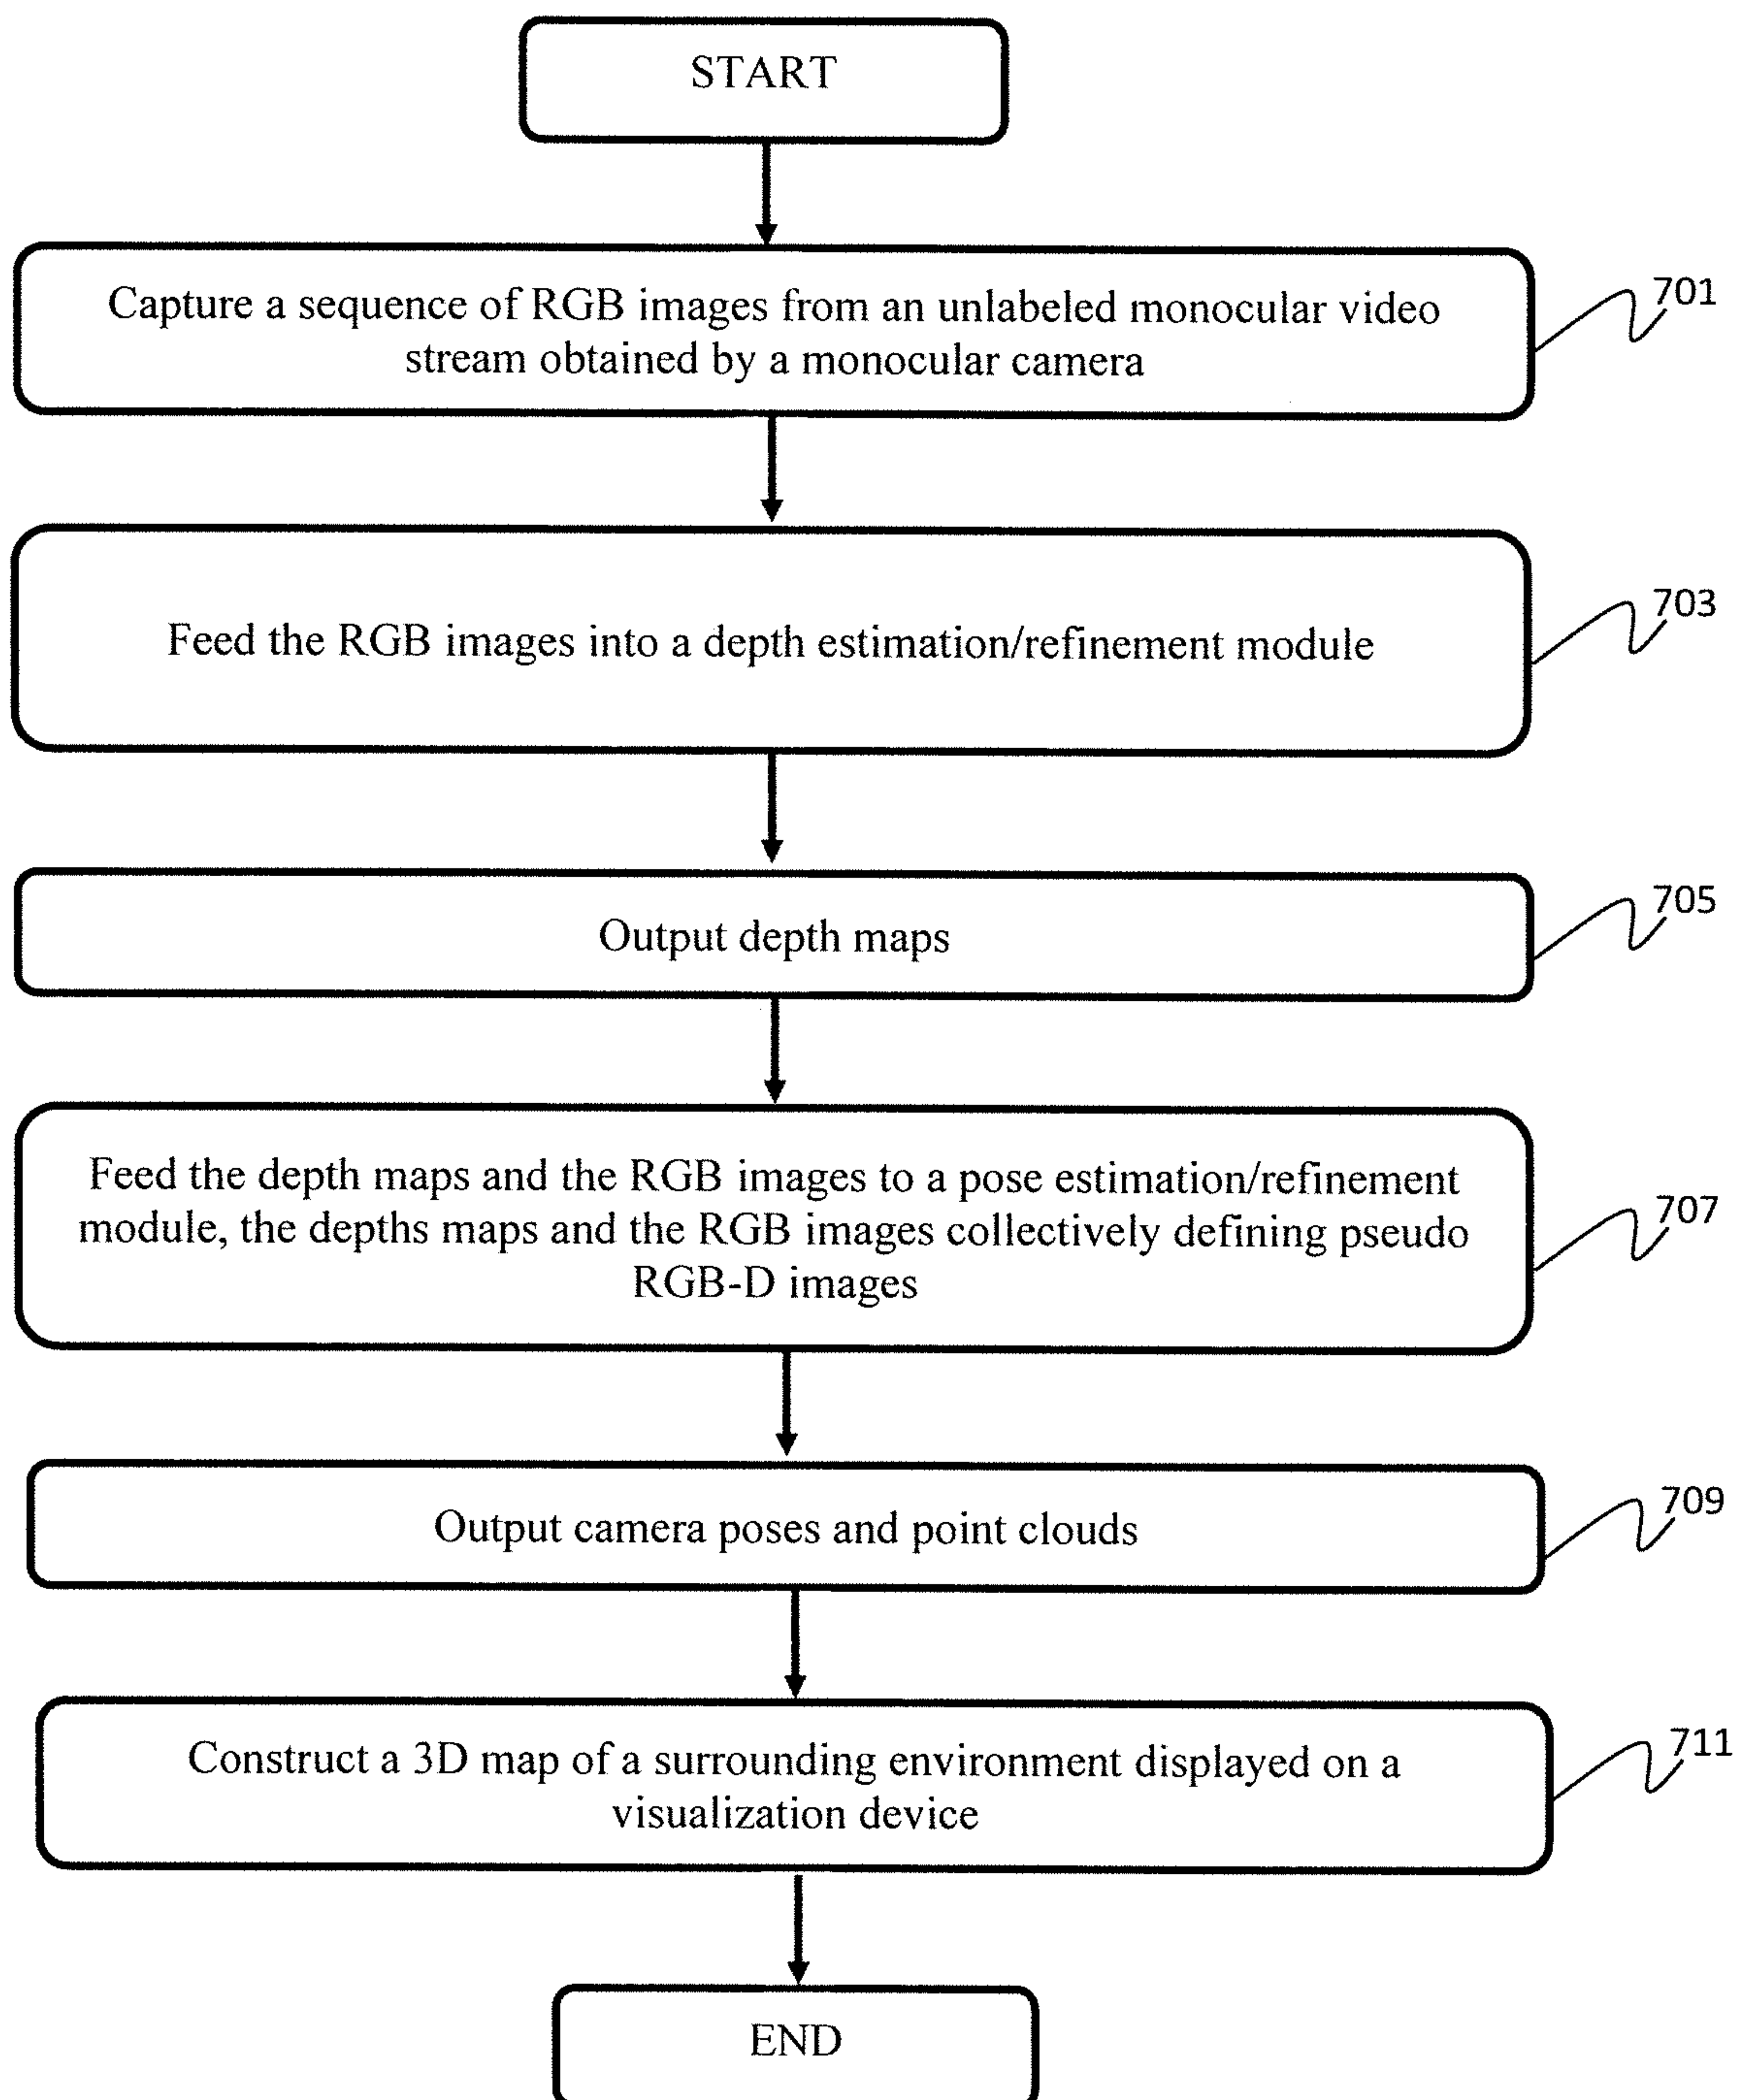 START
Capture a sequence of RGB images from an unlabeled monocular video
stream obtained by a monocular camera
701
Feed the RGB images into a depth estimation/refinement module
703
Output depth maps
705
Feed the depth maps and the RGB images to a pose estimation/refinement
module, the depths maps and the RGB images collectively defining pseudo
RGB-D images
707
Output camera poses and point clouds
709
Construct a 3D map of a surrounding environment displayed on a
visualization device
711
END